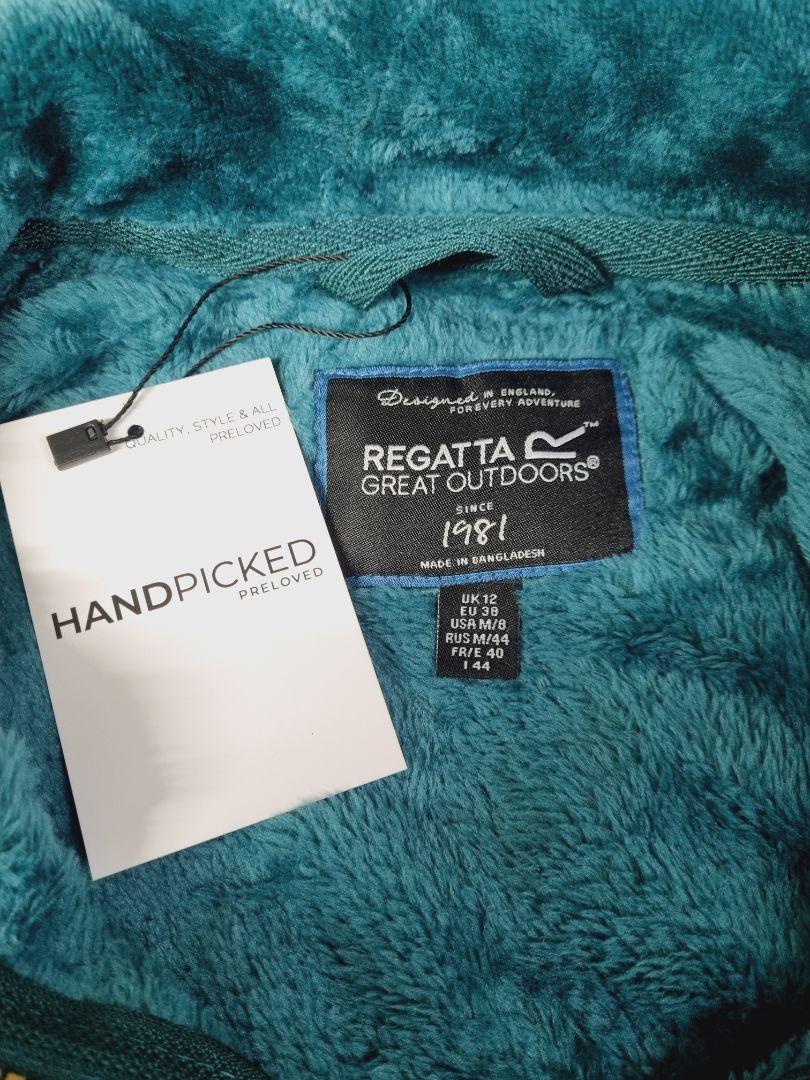 QUALITY, STYLE & ALL
PRELOVED
HANDPICKED
PRELOVED
Designed IN ENGLAND,
FOR EVERY ADVENTURE
R™
REGATTA
GREAT OUTDOORS®
SINCE
1981
MADE IN BANGLADESH
UK 12
EU 38
USA M/8
RUS M/44
FR/E 40
I 44